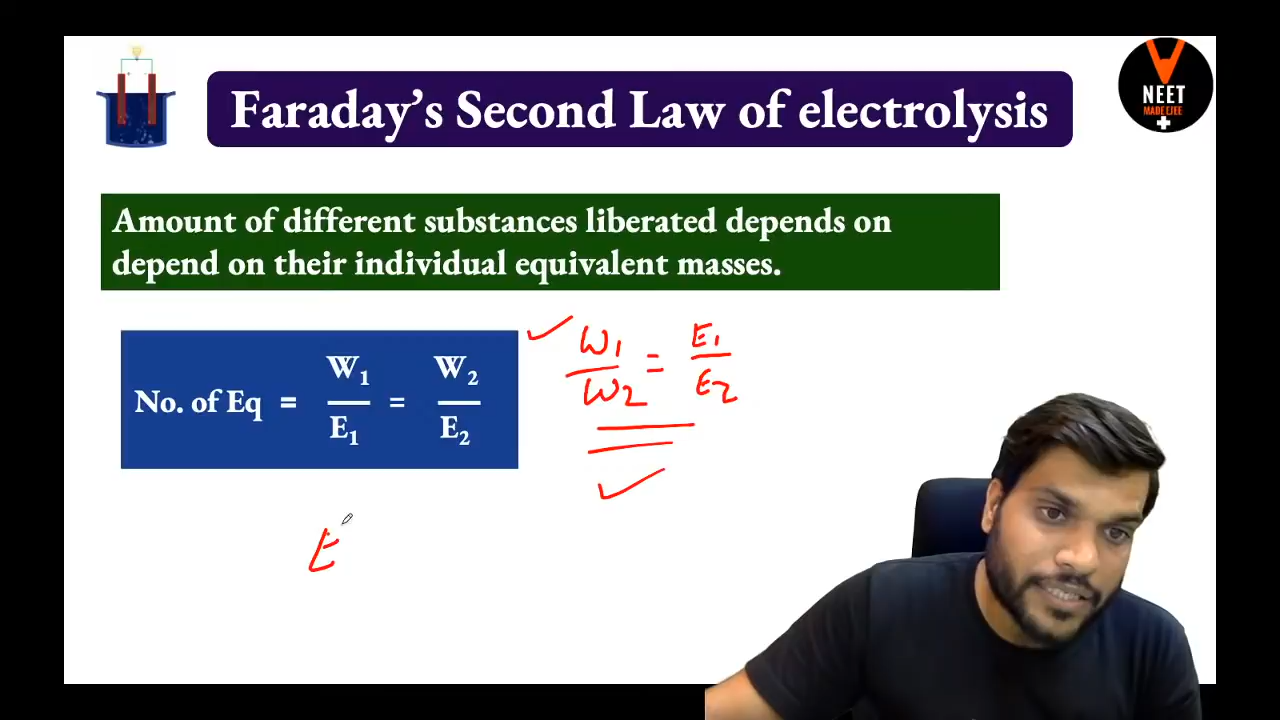 Faraday’s Second Law of electrolysis
NEET
MADE EJEE
Amount of different substances liberated depends on
depend on their individual equivalent masses.
No. of Eq = W1/E1 = W2/E2
W1/W2 = E1/E2
E